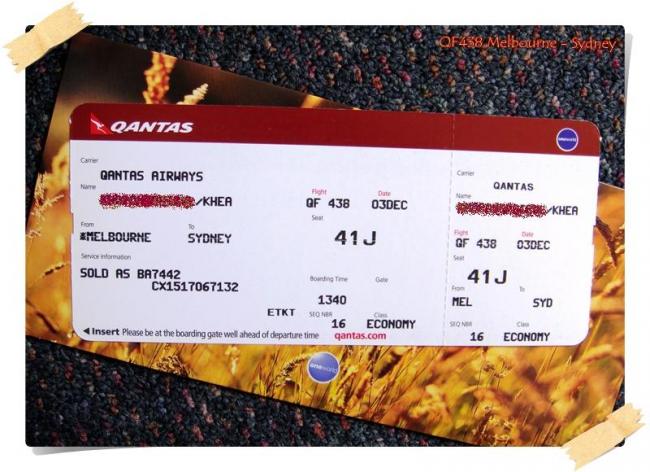 QF438 Melbourne - Sydney
QANTAS
oneworld
Carrier
QANTAS AIRWAYS
Name
/KHEA
Flight
Date
QF 438
03DEC
Seat
From
To
*MELBOURNE
SYDNEY
41J
Service Information
SOLD AS BA7442
CX1517067132
Boarding Time
Gate
1340
ETKT
SEQ NBR
Class
16
ECONOMY
Insert Please be at the boarding gate well ahead of departure time
qantas.com
Carrier
QANTAS
Name
/KHEA
Flight
Date
QF 438
03DEC
Seat
41J
From
To
MEL
SYD
SEQ NBR
Class
16
ECONOMY
oneworld